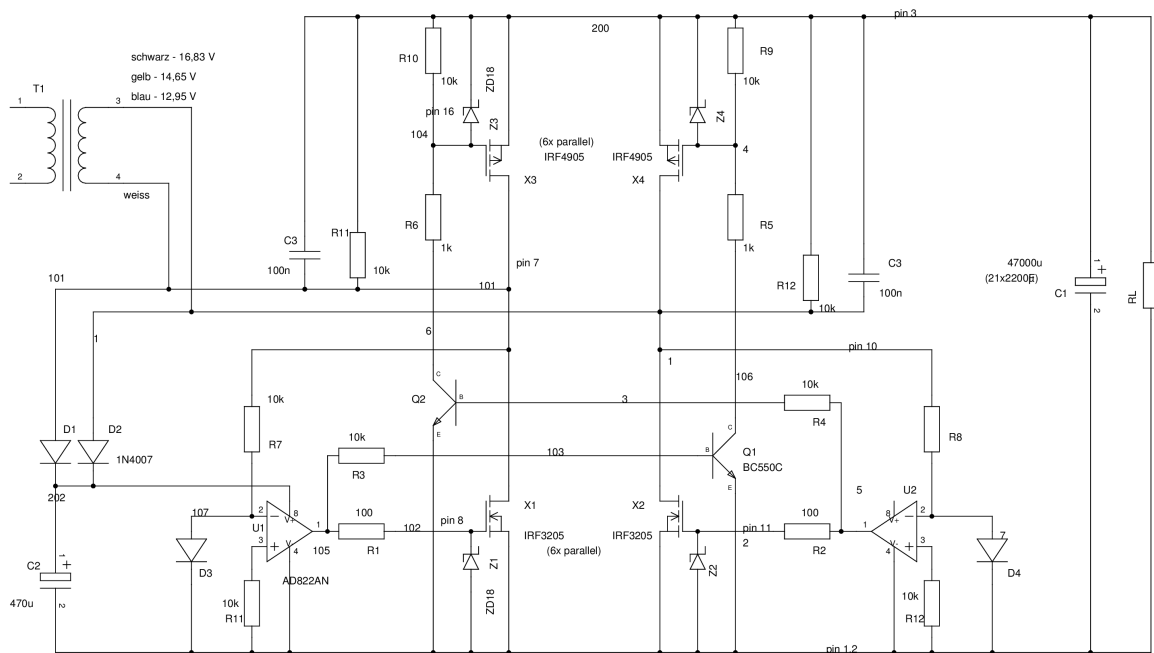 pin 3
200
schwarz - 16,83 V
gelb - 14,65 V
blau - 12,95 V
T1
1
2
3
4
weiss
R10
10k
ZD18
pin 16
104
Z3
(6x parallel)
IRF4905
X3
IRF4905
X4
Z4
R9
10k
4
R6
1k
R5
1k
C3
100n
R11
10k
pin 7
101
101
R12
10k
C3
100n
47000u
(21x2200µ)
C1
1
+
2
RL
1
6
1
pin 10
106
10k
R7
Q2
C
B
E
3
10k
R4
R8
D1
D2
1N4007
10k
R3
103
B
C
E
Q1
BC550C
202
107
2
3
U1
8
V+
V-
4
1
105
AD822AN
100
R1
102
pin 8
X1
IRF3205
(6x parallel)
X2
IRF3205
pin 11
2
100
R2
5
U2
1
8
V+
V-
4
2
3
7
D4
C2
1
+
2
470u
D3
10k
R11
Z1
ZD18
Z2
10k
R12
pin 1,2